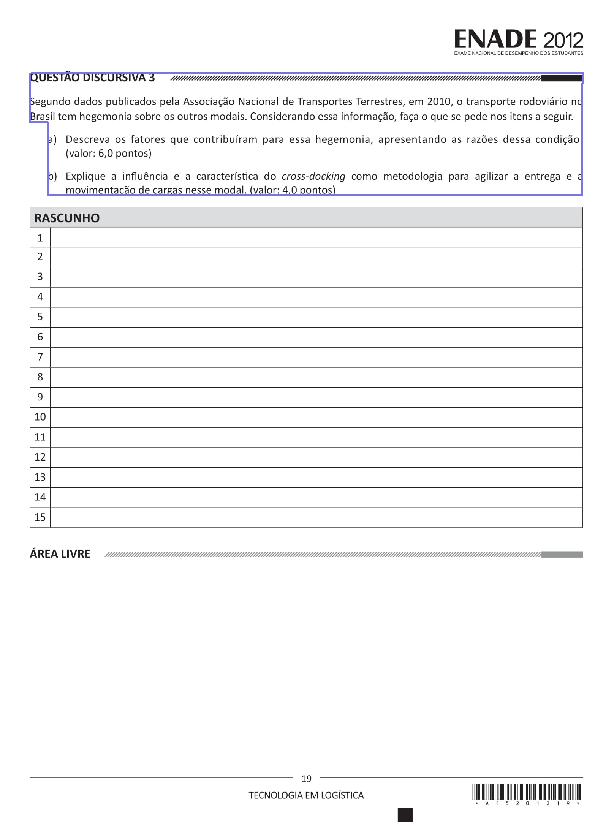 ENADE 2012
EXAME NACIONAL DE DESEMPENHO DOS ESTUDANTES
QUESTÃO DISCURSIVA 3
Segundo dados publicados pela Associação Nacional de Transportes Terrestres, em 2010, o transporte rodoviário no
Brasil tem hegemonia sobre os outros modais. Considerando essa informação, faça o que se pede nos itens a seguir.
a) Descreva os fatores que contribuíram para essa hegemonia, apresentando as razões dessa condição.
(valor: 6,0 pontos)
b) Explique a influência e a característica do cross-docking como metodologia para agilizar a entrega e a
movimentação de cargas nesse modal. (valor: 4,0 pontos)
RASCUNHO
1
2
3
4
5
6
7
8
9
10
11
12
13
14
15
ÁREA LIVRE
19
TECNOLOGIA EM LOGÍSTICA